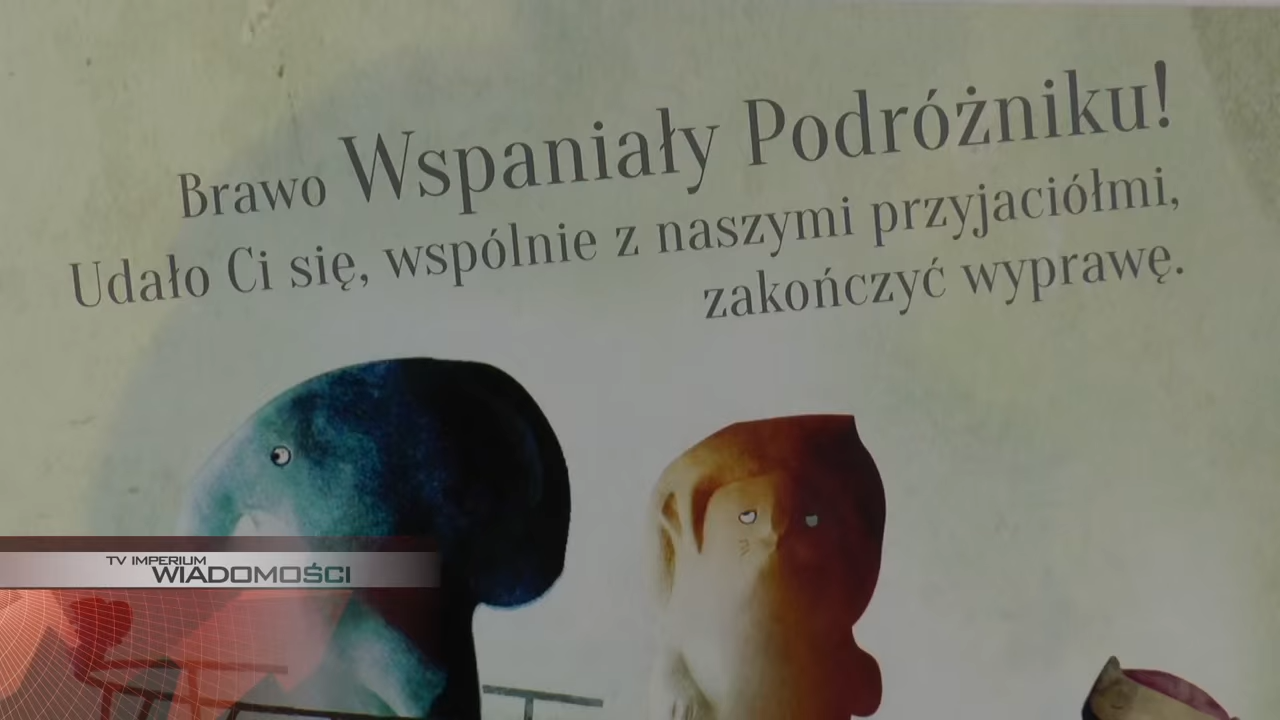 Brawo Wspaniały Podróżniku!
Udało Ci się, wspólnie z naszymi przyjaciółmi,
zakończyć wyprawę.
TV IMPERIUM
WIADOMOŚCI